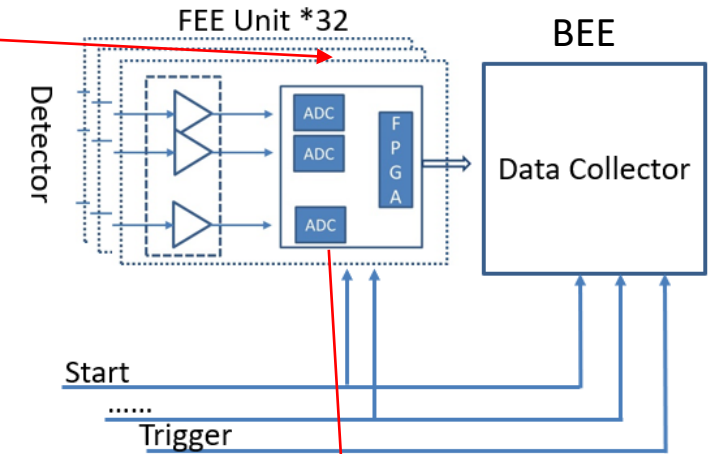 FEE Unit *32
BEE
Detector
ADC
ADC
ADC
F
P
G
A
Data Collector
Start
......
Trigger